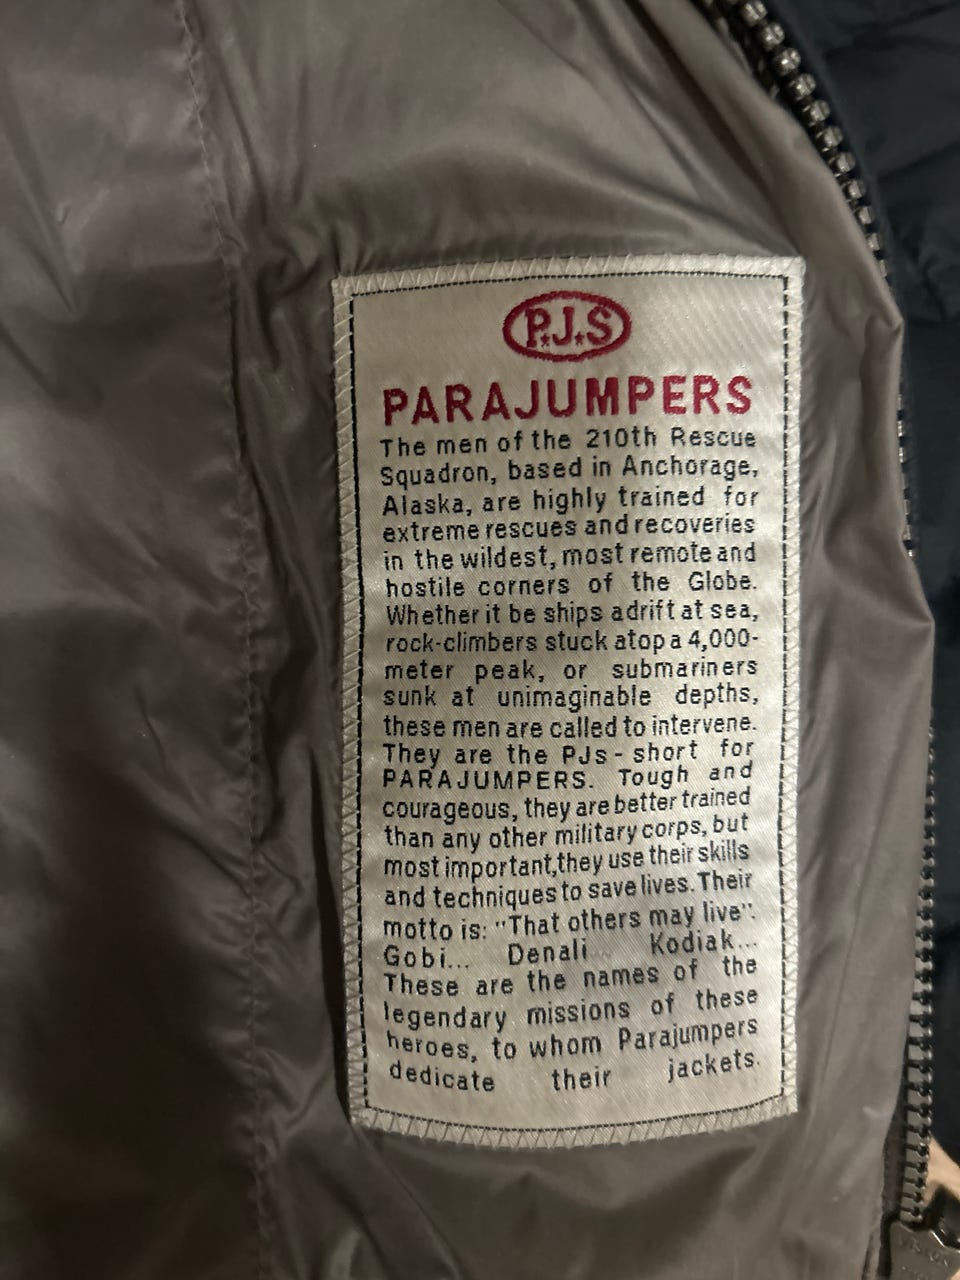 P.J.S
PARAJUMPERS
The men of the 210th Rescue
Squadron, based in Anchorage,
Alaska, are highly trained for
extreme rescues and recoveries
in the wildest, most remote and
hostile corners of the Globe.
Whether it be ships adrift at sea,
rock-climbers stuck atop a 4,000-
meter peak, or submariners
sunk at unimaginable depths,
these men are called to intervene.
They are the PJs - short for
PARAJUMPERS. Tough and
courageous, they are better trained
than any other military corps, but
most important,they use their skills
and techniques to save lives. Their
motto is: "That others may live".
Gobi... Denali Kodiak...
These are the names of the
legendary missions of these
heroes, to whom Parajumpers
dedicate their jackets.